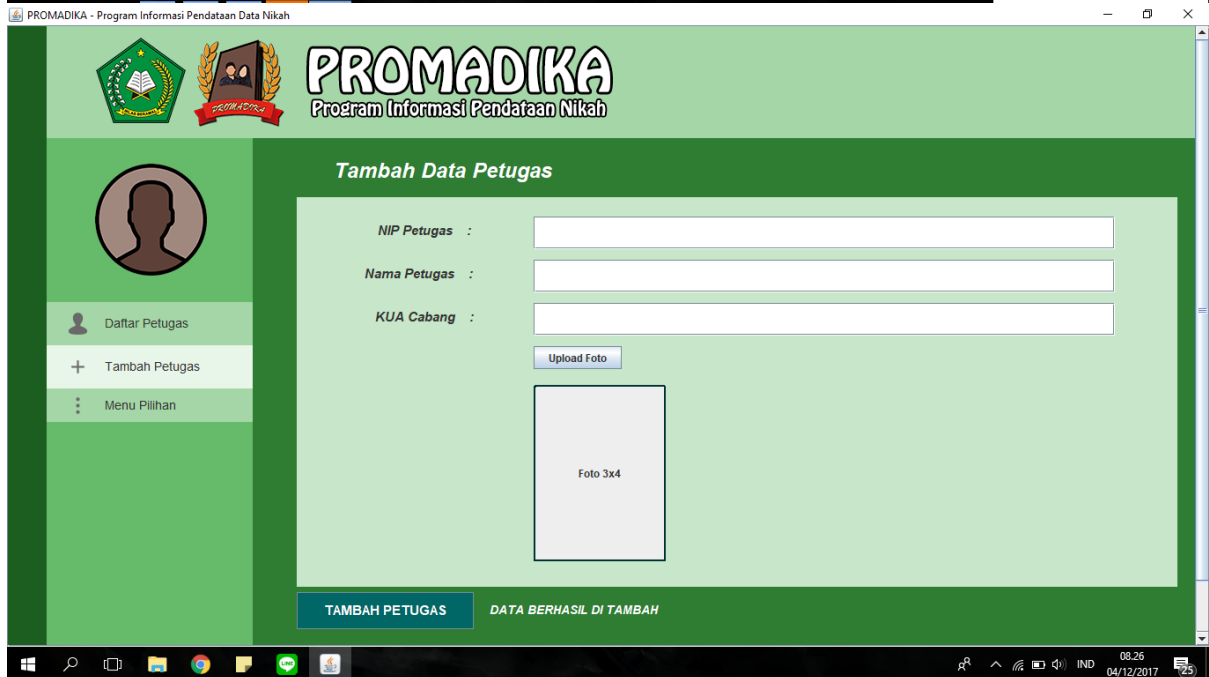 PROMADIKA - Program Informasi Pendataan Data Nikah
PROMADIKA
PROMADIKA
Program Informasi Pendataan Nikah
Tambah Data Petugas
NIP Petugas :
Nama Petugas :
KUA Cabang :
Upload Foto
Foto 3x4
Daftar Petugas
Tambah Petugas
Menu Pilihan
TAMBAH PETUGAS
DATA BERHASIL DI TAMBAH
LINE
IND
08.26
04/12/2017
25